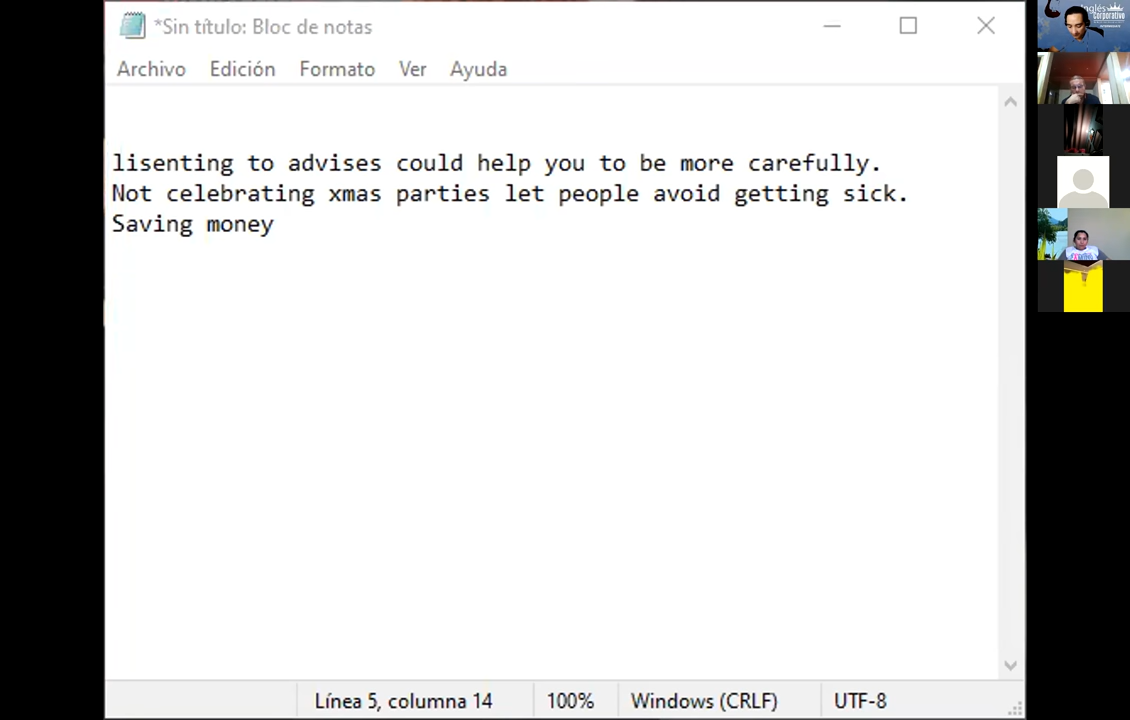 *Sin título: Bloc de notas
Archivo Edición Formato Ver Ayuda
lisenting to advises could help you to be more carefully.
Not celebrating xmas parties let people avoid getting sick.
Saving money
Línea 5, columna 14 100% Windows (CRLF) UTF-8
Inglés
Corporativo